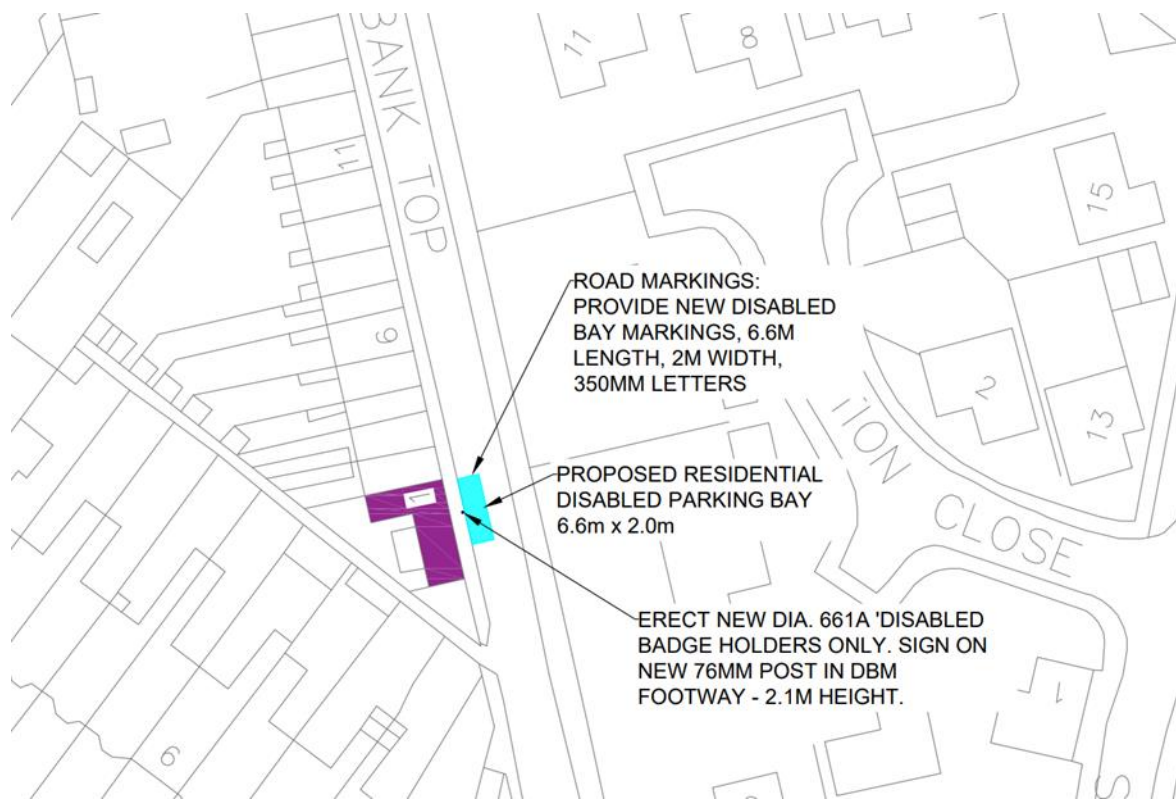 BANK TOP
11
8
11
15
ROAD MARKINGS:
PROVIDE NEW DISABLED
BAY MARKINGS, 6.6M
LENGTH, 2M WIDTH,
350MM LETTERS
9
2
13
TION CLOSE
PROPOSED RESIDENTIAL
DISABLED PARKING BAY
6.6m x 2.0m
1
ERECT NEW DIA. 661A 'DISABLED
BADGE HOLDERS ONLY. SIGN ON
NEW 76MM POST IN DBM
FOOTWAY - 2.1M HEIGHT.
1
9
S